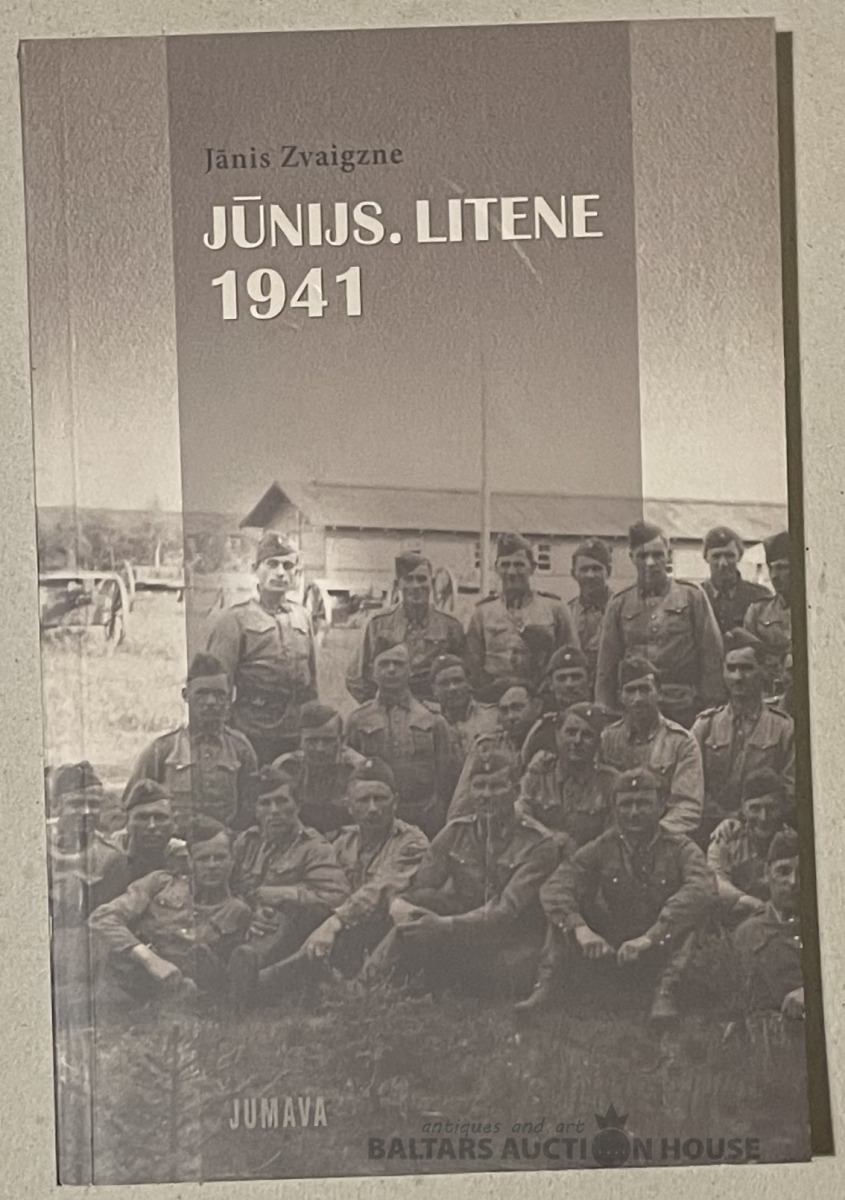 Jānis Zvaigzne
JŪNIJS. LITENE
1941
JUMAVA
antiques and art
BALTARS AUCTION HOUSE